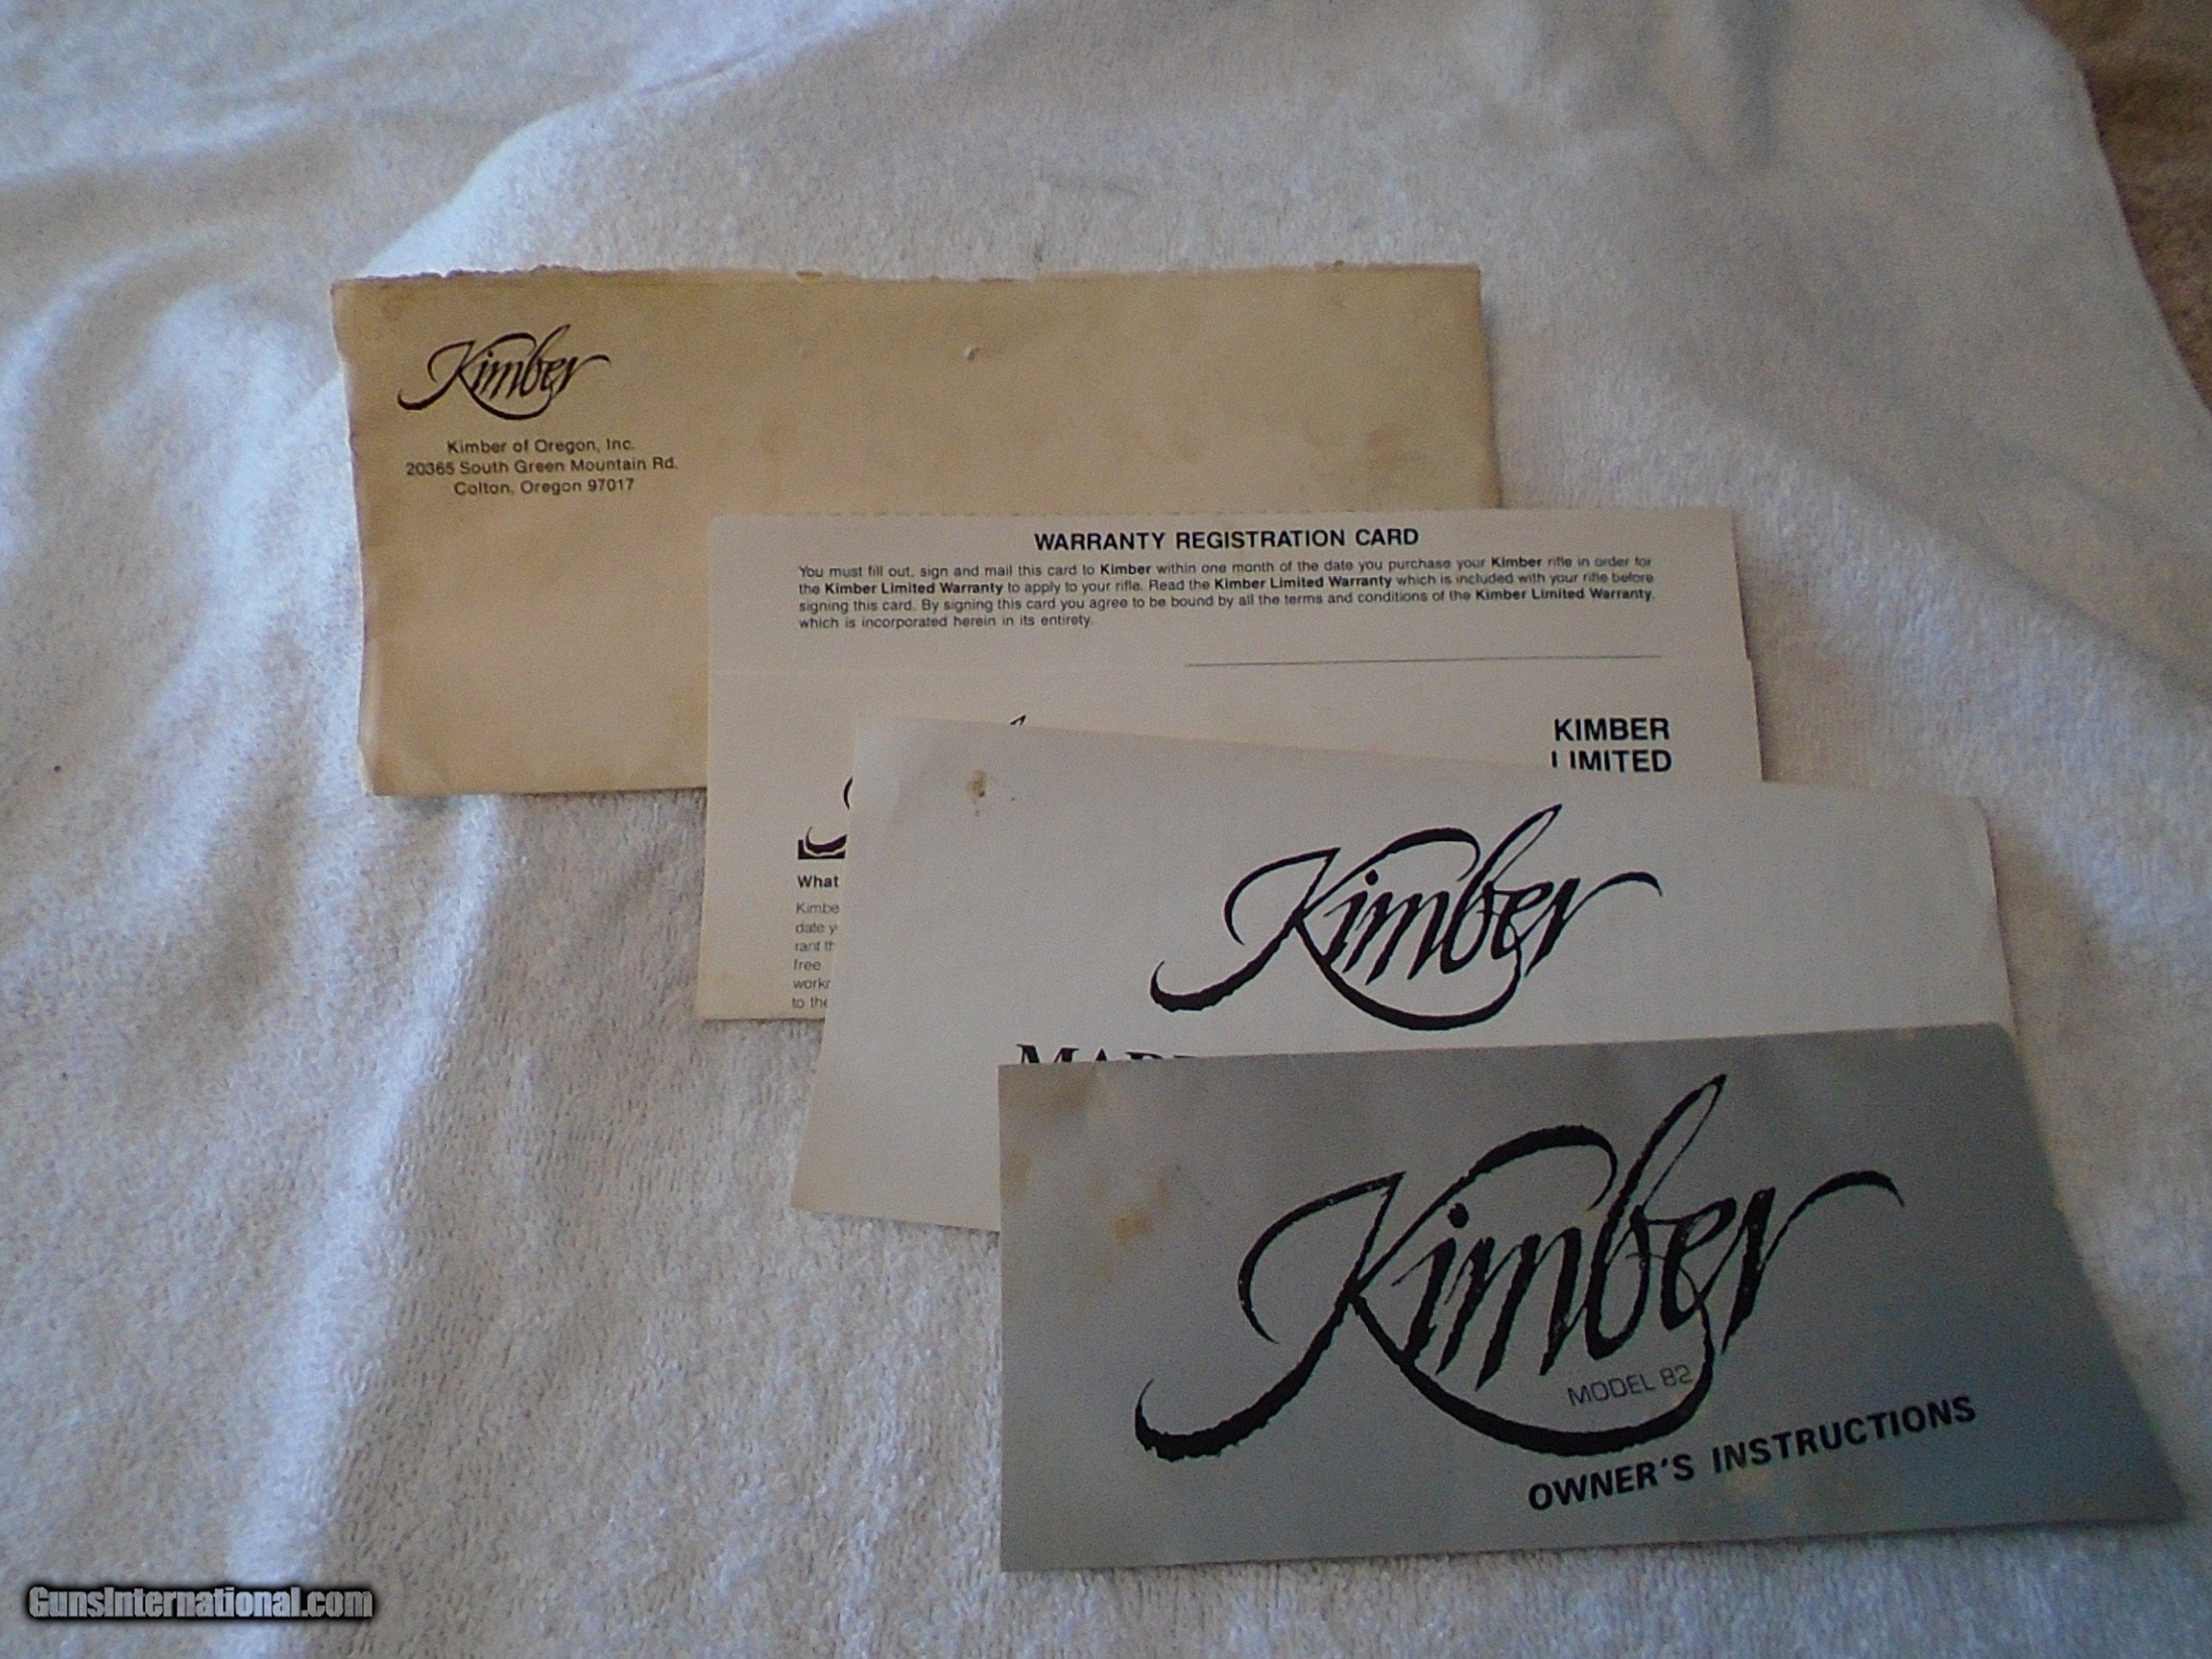 Kimber
Kimber of Oregon, Inc.
20365 South Green Mountain Rd.
Colton, Oregon 97017
WARRANTY REGISTRATION CARD
You must fill out, sign and mail this card to Kimber within one month of the date you purchase your Kimber rifle in order for
the Kimber Limited Warranty to apply to your rifle. Read the Kimber Limited Warranty which is included with your rifle before
signing this card. By signing this card you agree to be bound by all the terms and conditions of the Kimber Limited Warranty,
which is incorporated herein in its entirety.
KIMBER
LIMITED
What
Kimbe
date y
rant th
free
workr
to the
Kimber
Kimber
MODEL 82
OWNER'S INSTRUCTIONS
GunsInternational.com